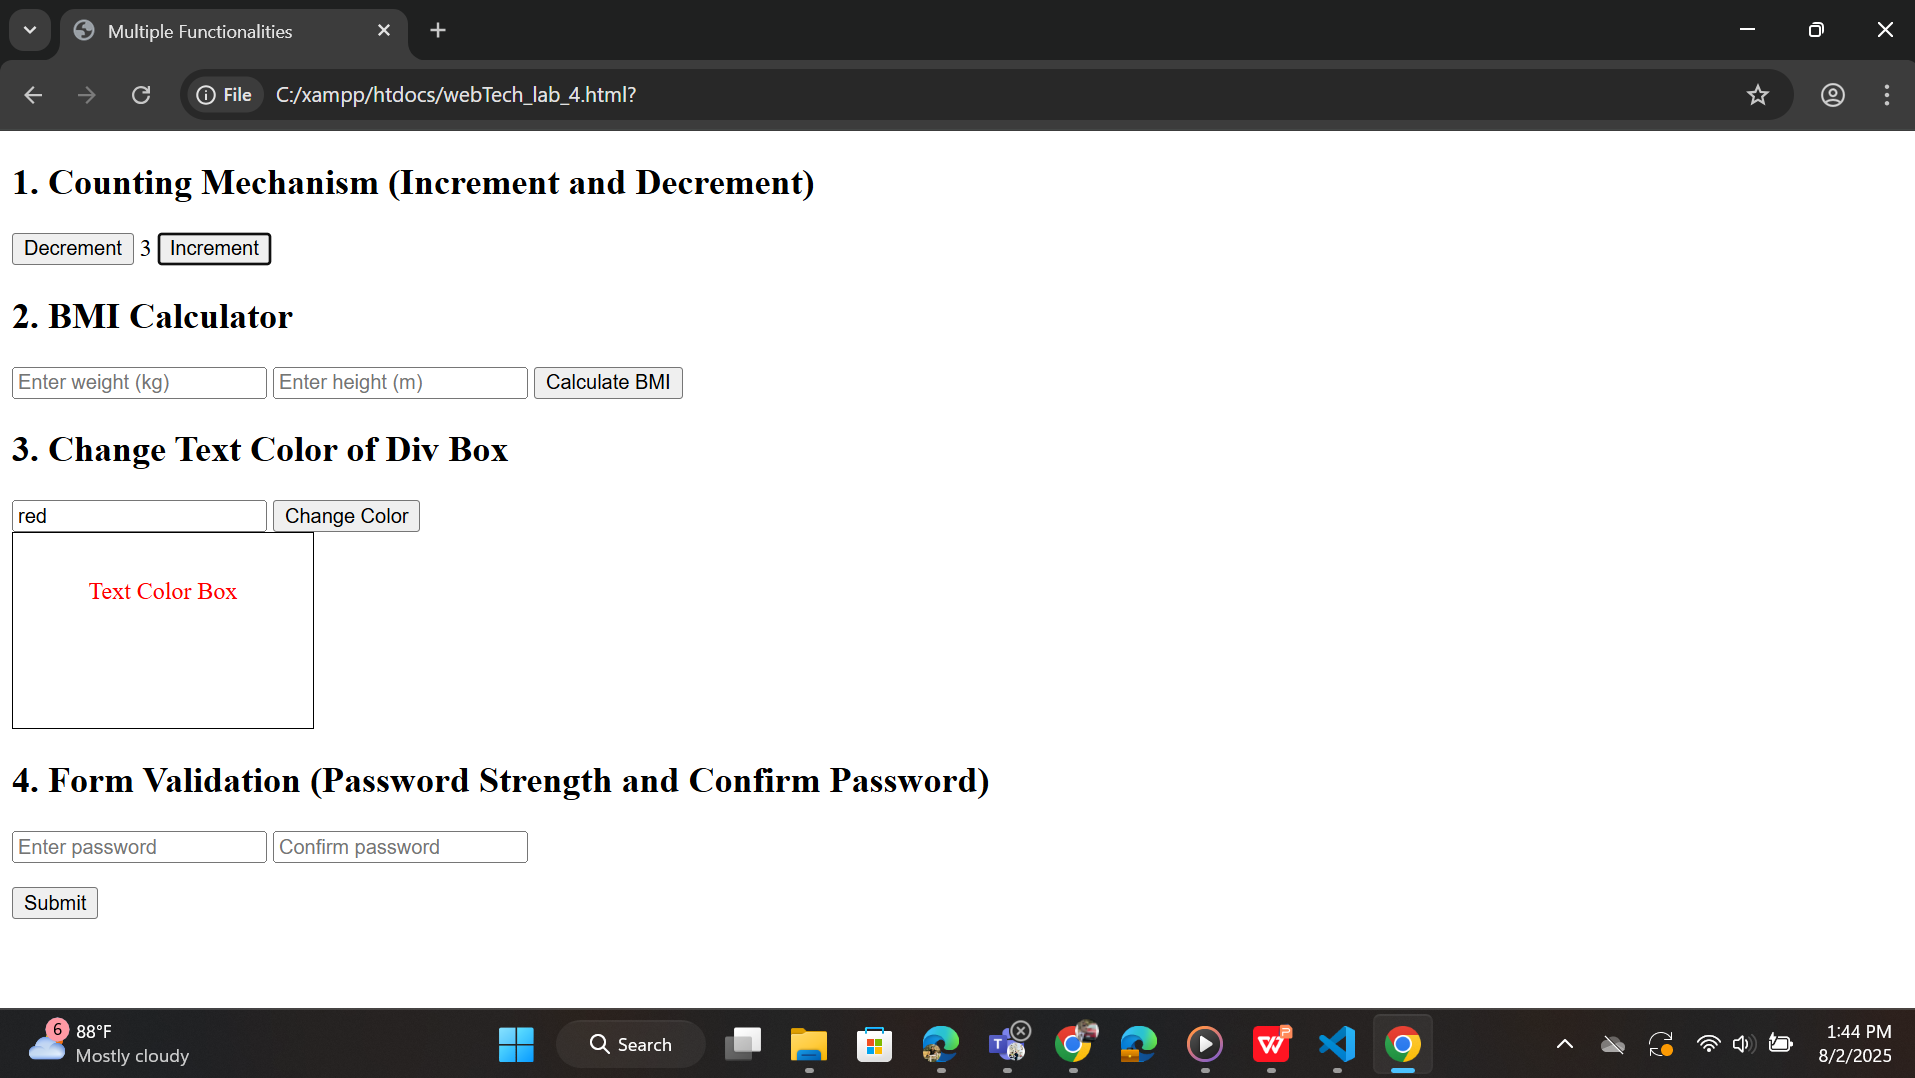 Multiple Functionalities
File C:/xampp/htdocs/webTech_lab_4.html?
1. Counting Mechanism (Increment and Decrement)
Decrement 3 Increment
2. BMI Calculator
Enter weight (kg) Enter height (m) Calculate BMI
3. Change Text Color of Div Box
red Change Color
Text Color Box
4. Form Validation (Password Strength and Confirm Password)
Enter password Confirm password
Submit
6 88°F
Mostly cloudy
Search
1:44 PM
8/2/2025